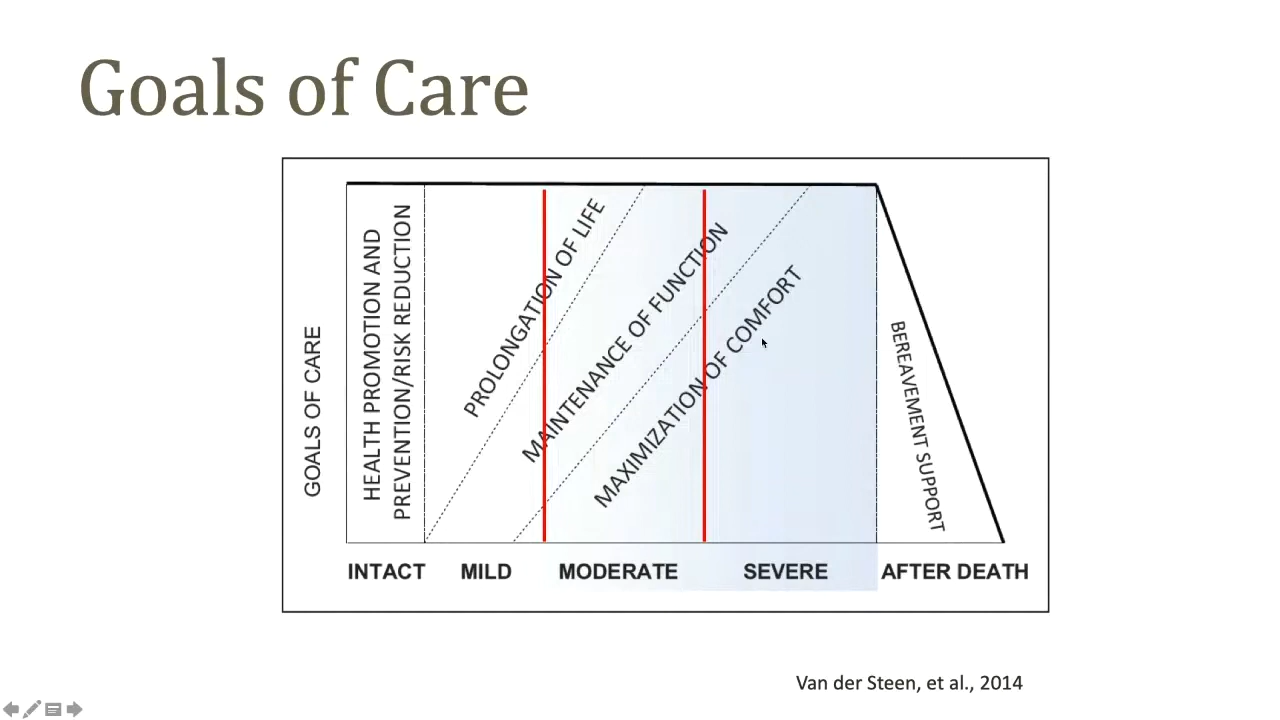 Goals of Care
GOALS OF CARE
HEALTH PROMOTION AND
PREVENTION/RISK REDUCTION
PROLONGATION OF LIFE
MAINTENANCE OF FUNCTION
MAXIMIZATION OF COMFORT
BEREAVEMENT SUPPORT
INTACT MILD MODERATE SEVERE AFTER DEATH
Van der Steen, et al., 2014